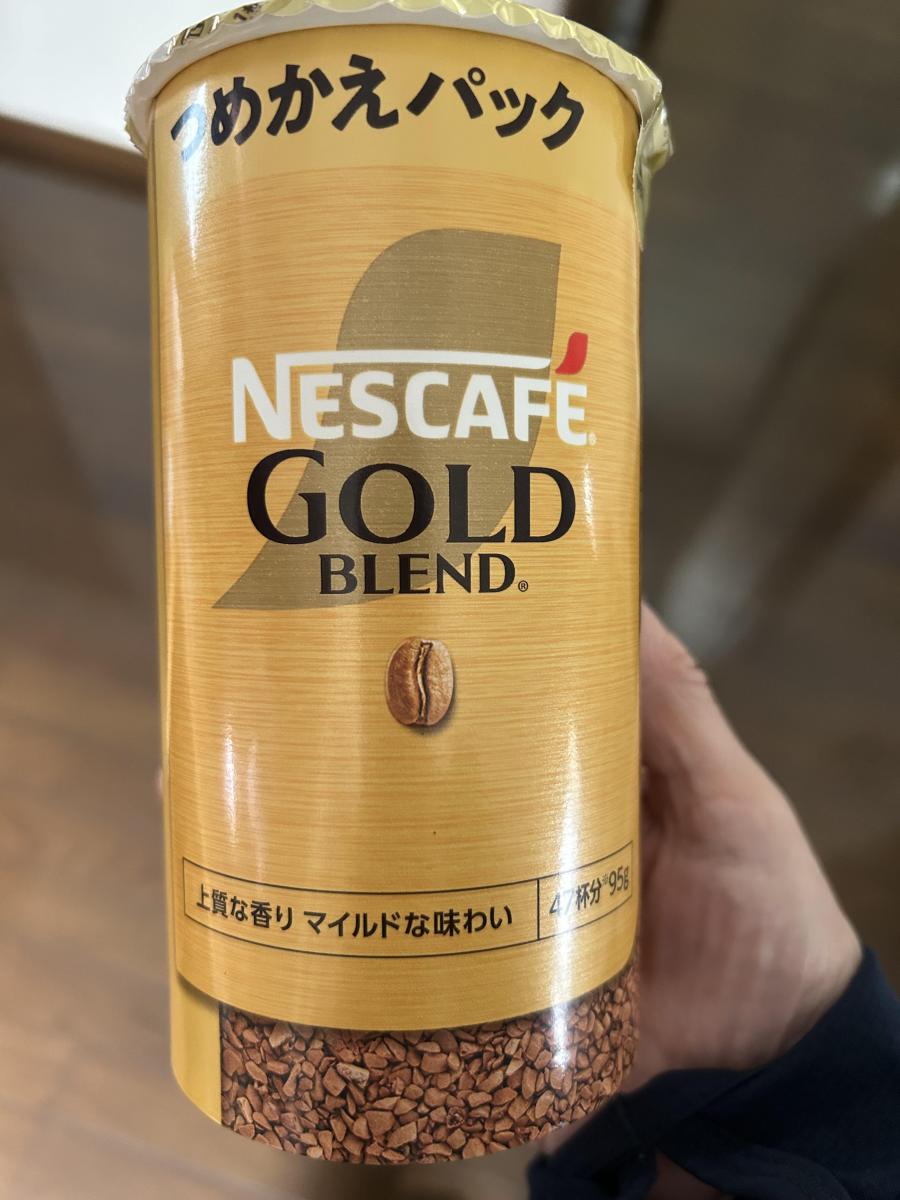 つめかえパック
NESCAFÉ®
GOLD
BLEND®
上質な香り マイルドな味わい
47杯分※95g